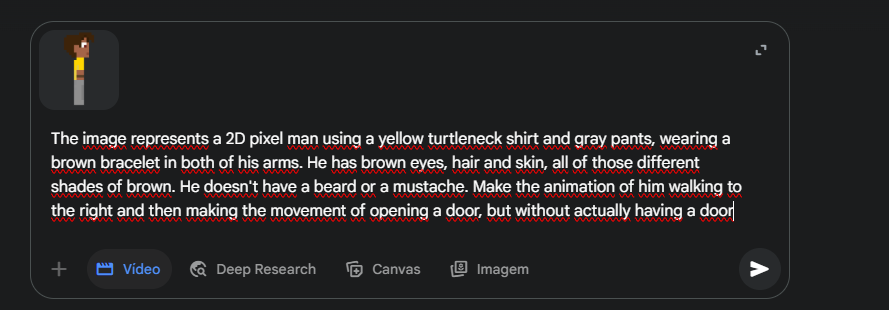 The image represents a 2D pixel man using a yellow turtleneck shirt and gray pants, wearing a
brown bracelet in both of his arms. He has brown eyes, hair and skin, all of those different
shades of brown. He doesn't have a beard or a mustache. Make the animation of him walking to
the right and then making the movement of opening a door, but without actually having a door
Vídeo Deep Research Canvas Imagem